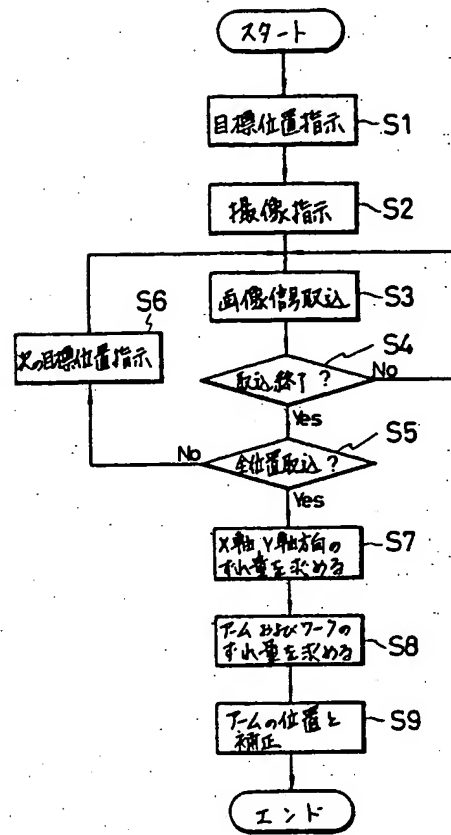 スタート
目標位置指示
S1
撮像指示
S2
画像信号取込
S3
S6
次の目標位置指示
S4
取込終了?
No
Yes
S5
全位置取込?
No
Yes
X軸 Y軸方向の
ずれ量を求める
S7
アームおよびワークの
ずれ量を求める
S8
アームの位置と
補正
S9
エンド